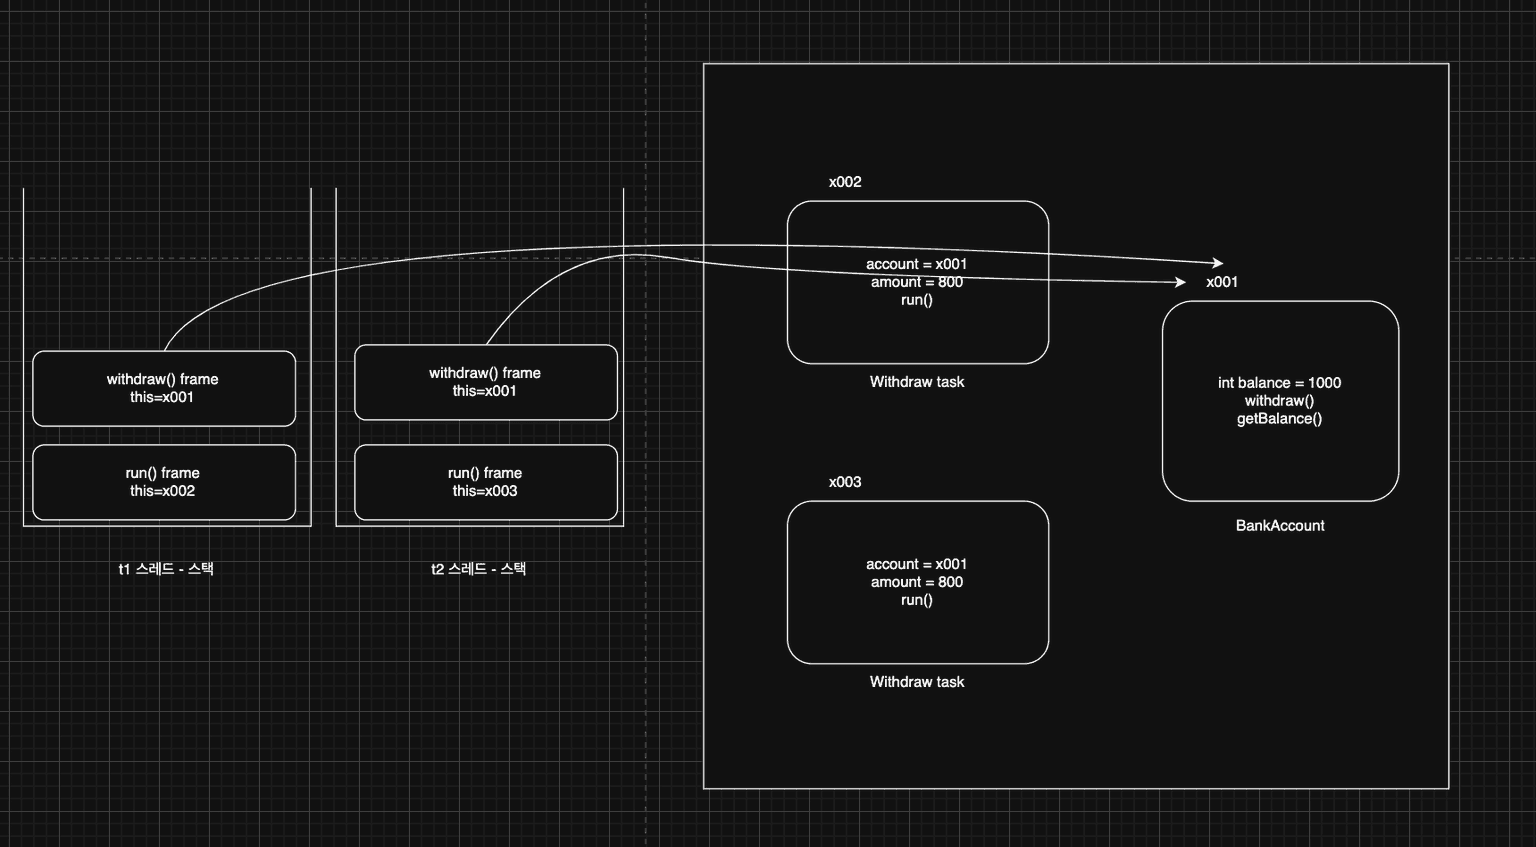 withdraw() frame
this=x001
run() frame
this=x002
t1 스레드 - 스택
withdraw() frame
this=x001
run() frame
this=x003
t2 스레드 - 스택
x002
account = x001
amount = 800
run()
Withdraw task
x003
account = x001
amount = 800
run()
Withdraw task
x001
int balance = 1000
withdraw()
getBalance()
BankAccount